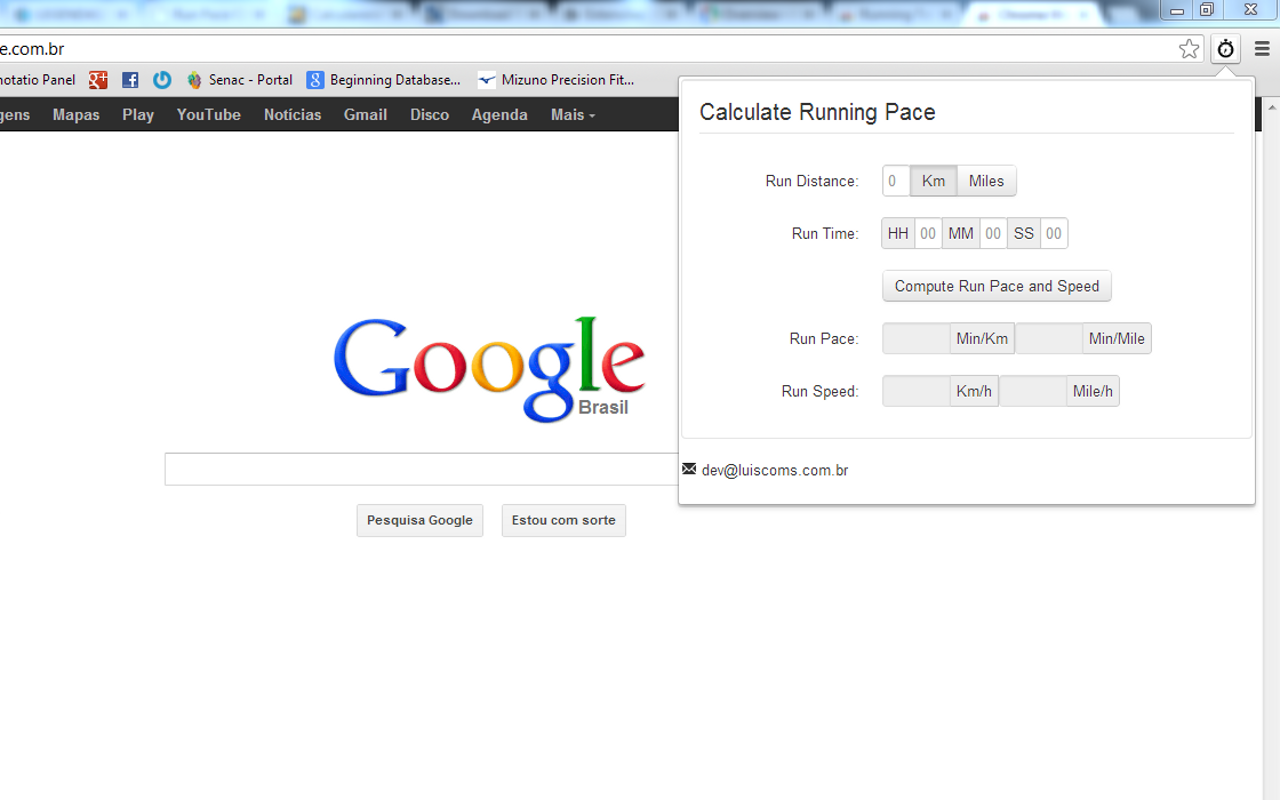 e.com.br
notatio Panel Senac - Portal Beginning Database... Mizuno Precision Fit...
gens Mapas Play YouTube Notícias Gmail Disco Agenda Mais
Calculate Running Pace
Run Distance: 0 Km Miles
Run Time: HH 00 MM 00 SS 00
Compute Run Pace and Speed
Run Pace: Min/Km Min/Mile
Run Speed: Km/h Mile/h
dev@luiscoms.com.br
Google
Brasil
Pesquisa Google Estou com sorte